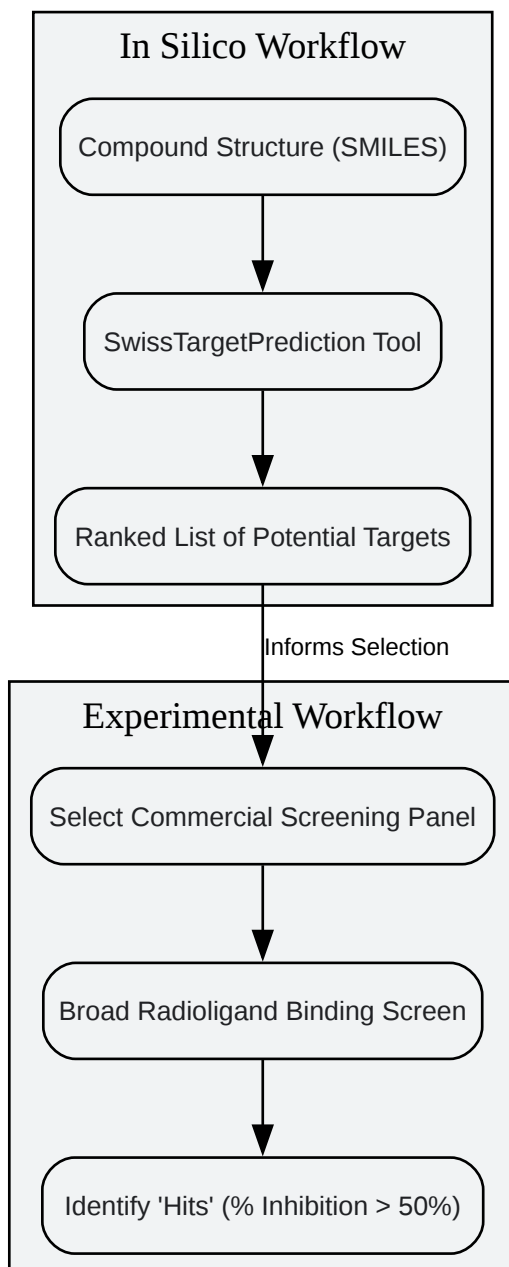 In Silico Workflow
Compound Structure (SMILES)
SwissTargetPrediction Tool
Ranked List of Potential Targets
Informs Selection
Experimental Workflow
Select Commercial Screening Panel
Broad Radioligand Binding Screen
Identify 'Hits' (% Inhibition > 50%)